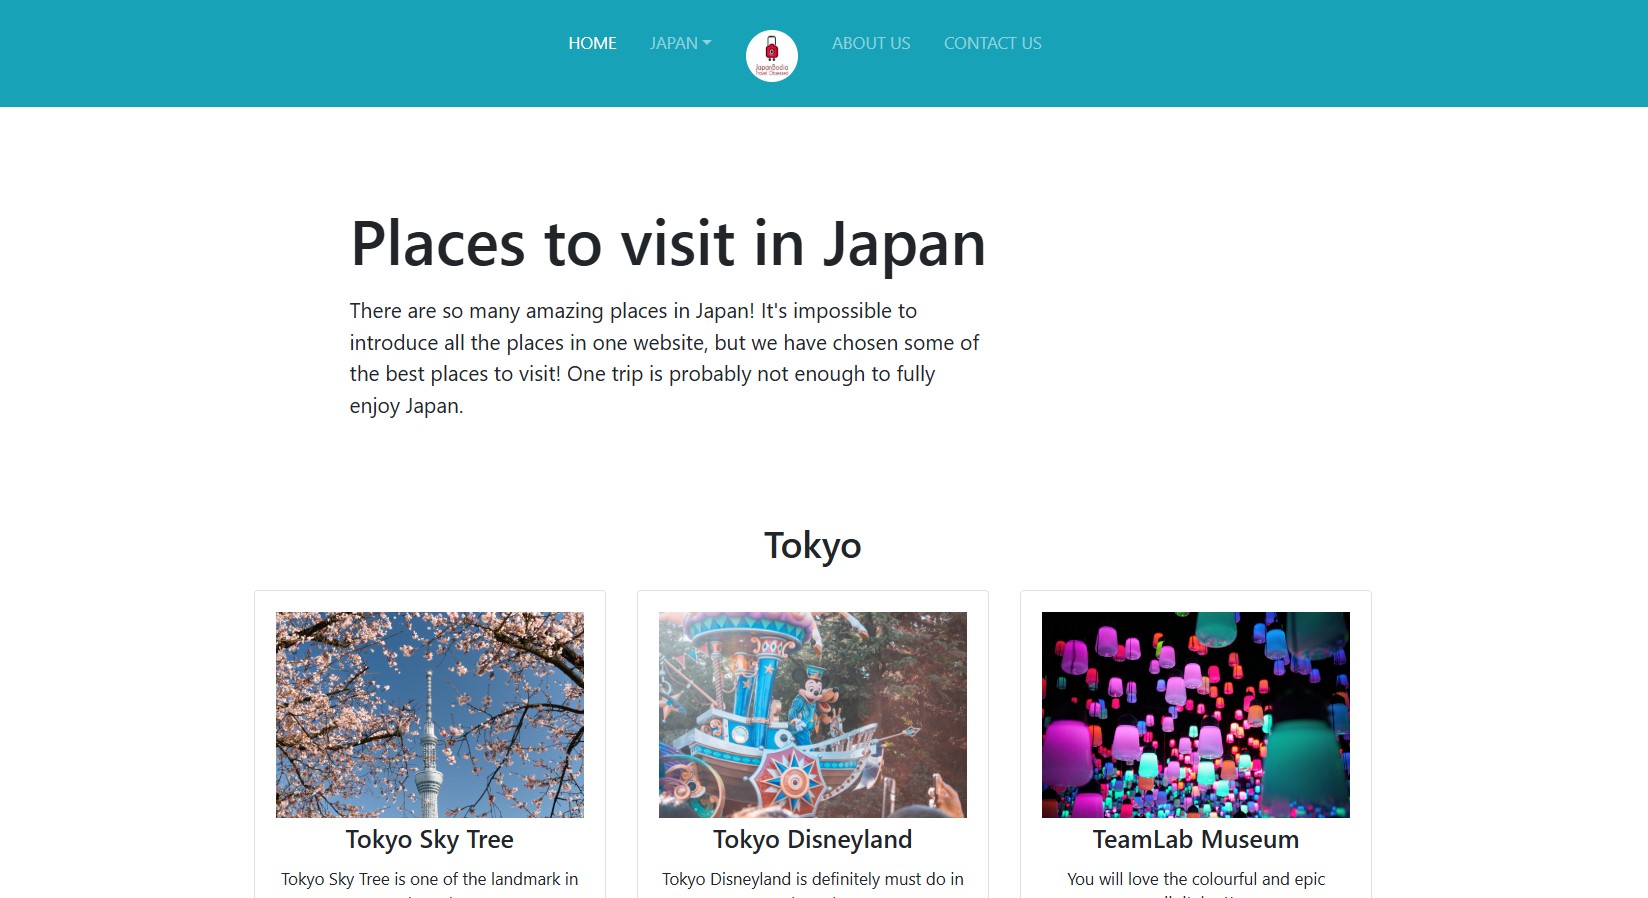 HOME
JAPAN
JapanBodia
Travel Obsessed
ABOUT US
CONTACT US
Places to visit in Japan
There are so many amazing places in Japan! It's impossible to
introduce all the places in one website, but we have chosen some of
the best places to visit! One trip is probably not enough to fully
enjoy Japan.
Tokyo
Tokyo Sky Tree
Tokyo Disneyland
TeamLab Museum
Tokyo Sky Tree is one of the landmark in
Tokyo Disneyland is definitely must do in
You will love the colourful and epic